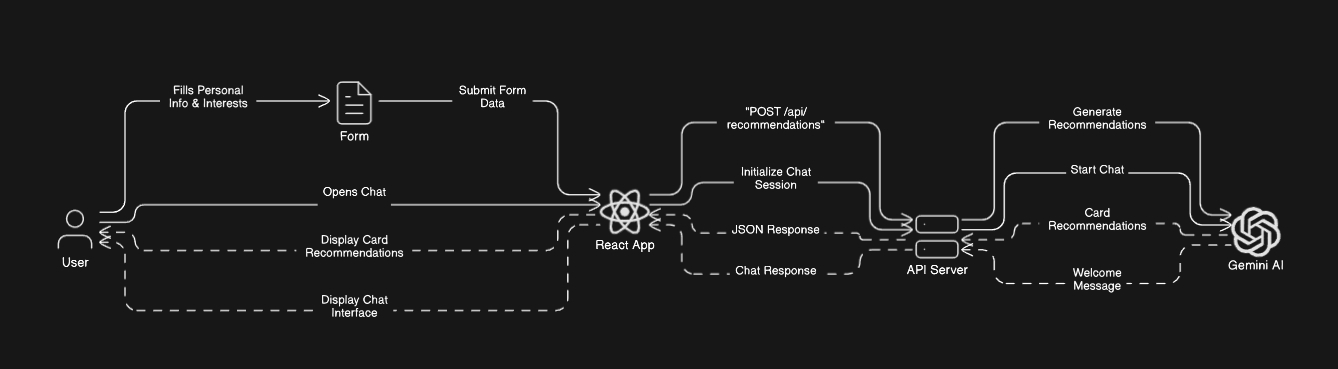 Fills Personal
Info & Interests
Form
Submit Form
Data
Opens Chat
User
Display Card
Recommendations
Display Chat
Interface
React App
"POST /api/
recommendations"
Initialize Chat
Session
JSON Response
Chat Response
API Server
Generate
Recommendations
Start Chat
Card
Recommendations
Welcome
Message
Gemini AI